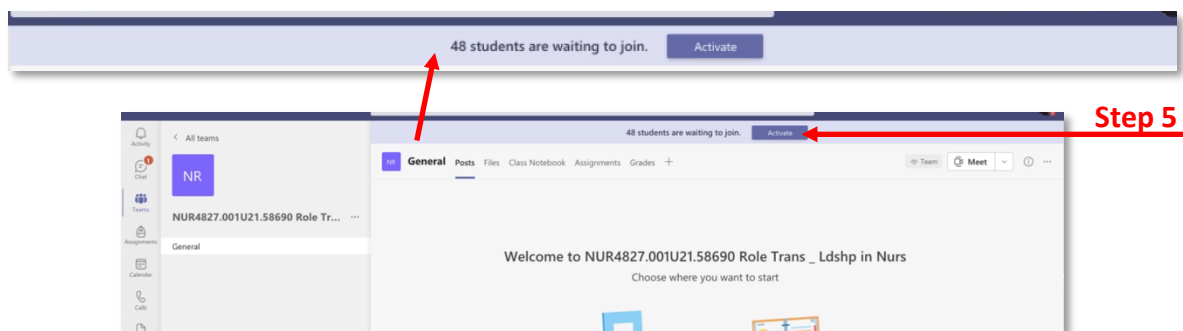 48 students are waiting to join. Activate
Step 5
48 students are waiting to join. Activate
Activity
Chat
Teams
Assignments
Calendar
Calls
All teams
NR
NUR4827.001U21.58690 Role Tr... ...
General
NR General Posts Files Class Notebook Assignments Grades +
Team Meet ...
Welcome to NUR4827.001U21.58690 Role Trans _ Ldshp in Nurs
Choose where you want to start